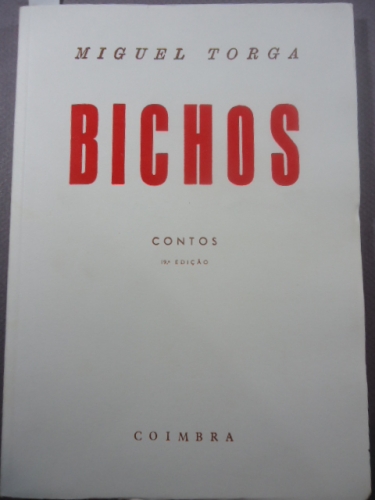 MIGUEL TORGA
BICHOS
CONTOS
EDIÇÃO
COIMBRA